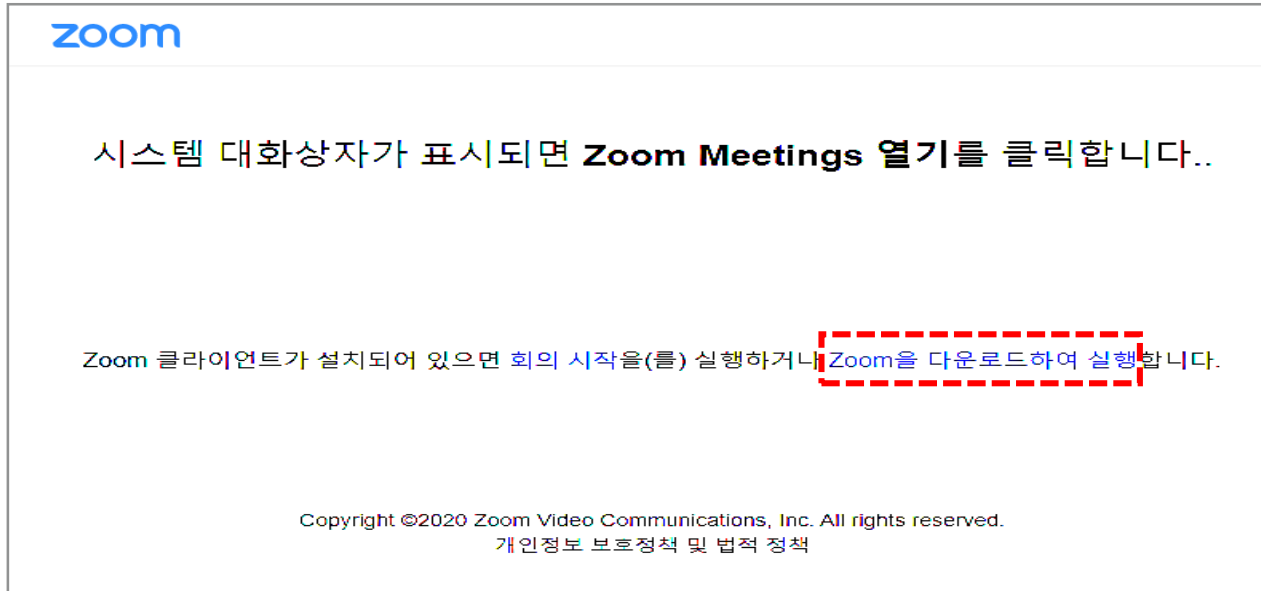 zoom
시스템 대화상자가 표시되면 Zoom Meetings 열기를 클릭합니다..
Zoom 클라이언트가 설치되어 있으면 회의 시작을(를) 실행하거나 Zoom을 다운로드하여 실행합니다.
Copyright ©2020 Zoom Video Communications, Inc. All rights reserved.
개인정보 보호정책 및 법적 정책